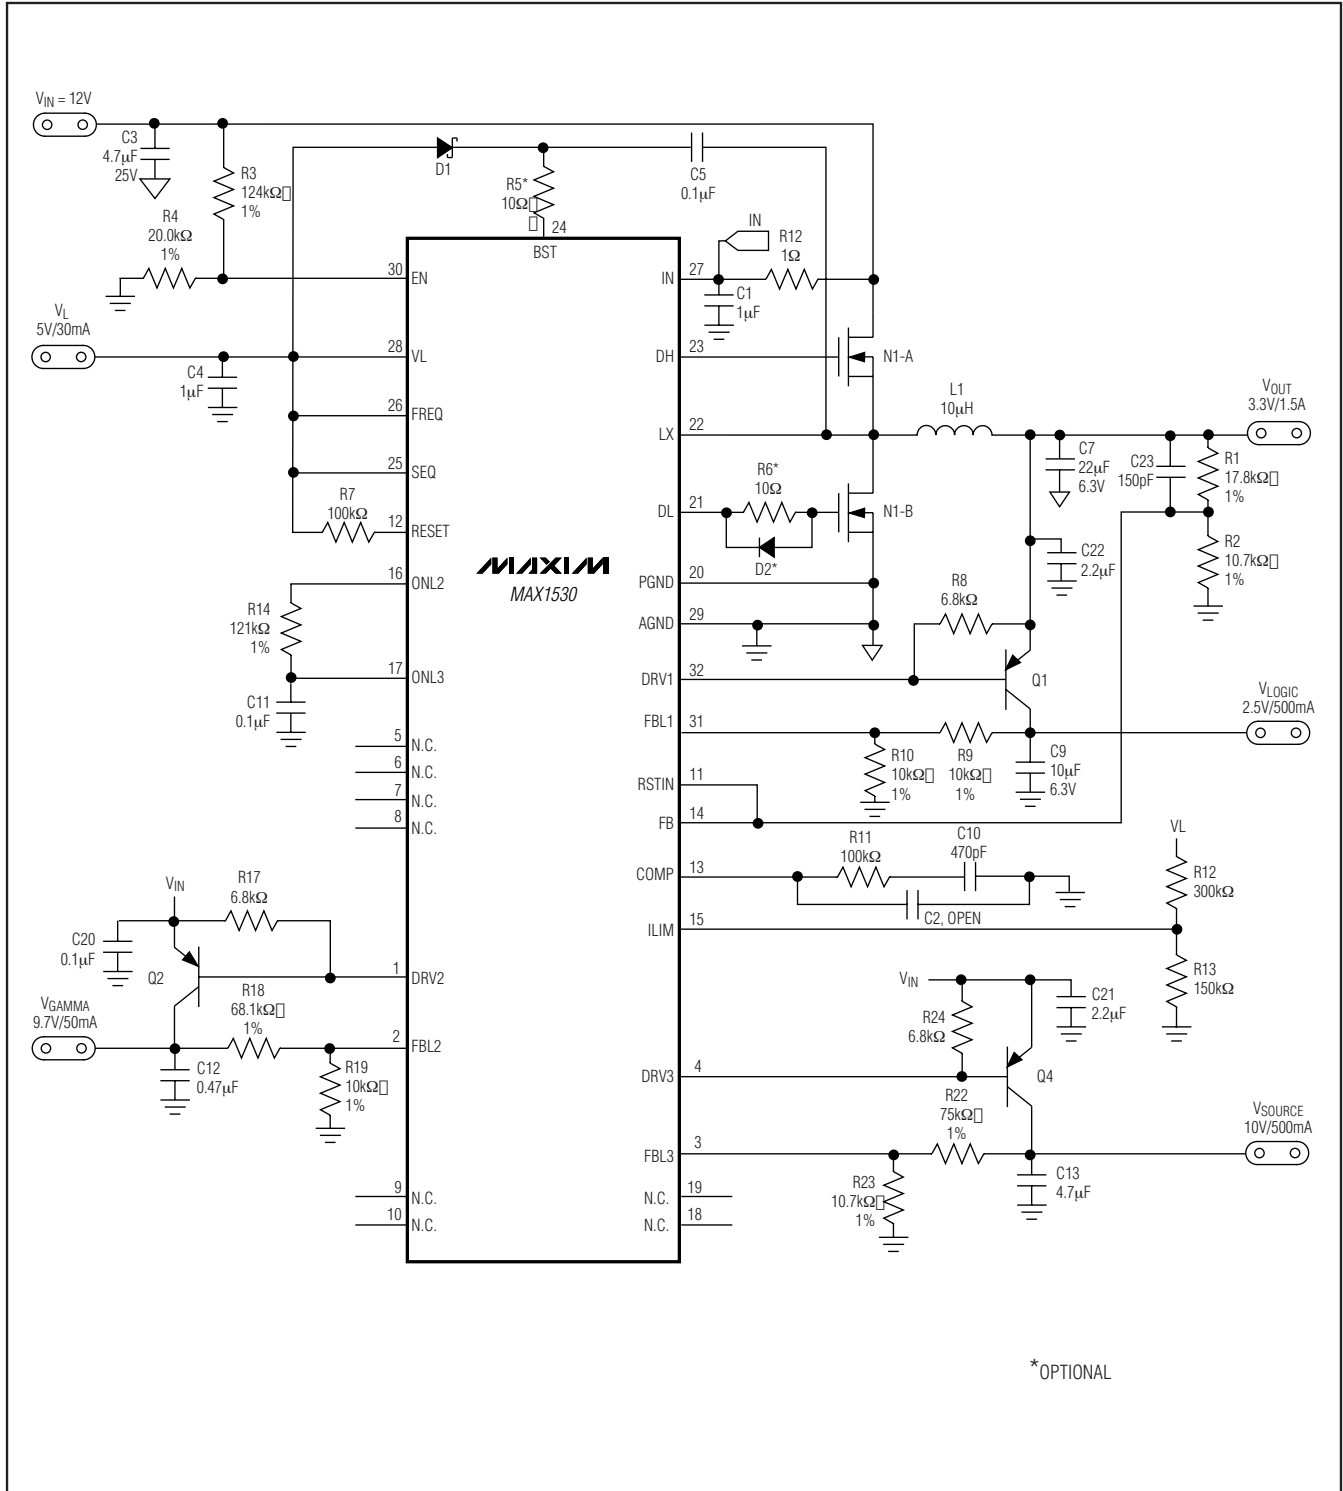 VIN = 12V
C3
4.7µF
25V
R3
124kΩ
1%
R4
20.0kΩ
1%
D1
R5*
10Ω
24
BST
C5
0.1µF
IN
R12
1Ω
30
EN
IN
27
C1
1µF
VL
5V/30mA
28
VL
C4
1µF
DH
23
N1-A
26
FREQ
LX
22
L1
10µH
VOUT
3.3V/1.5A
25
SEQ
R7
100kΩ
12
RESET
DL
21
R6*
10Ω
D2*
N1-B
C7
22µF
6.3V
C23
150pF
R1
17.8kΩ
1%
R2
10.7kΩ
1%
C22
2.2µF
MAXIM
MAX1530
16
ONL2
PGND
20
R14
121kΩ
1%
AGND
29
R8
6.8kΩ
17
ONL3
DRV1
32
Q1
C11
0.1µF
FBL1
31
VLOGIC
2.5V/500mA
R10
10kΩ
1%
R9
10kΩ
1%
C9
10µF
6.3V
5
N.C.
6
N.C.
7
N.C.
8
N.C.
RSTIN
11
FB
14
COMP
13
R11
100kΩ
C10
470pF
C2, OPEN
VL
R12
300kΩ
ILIM
15
R13
150kΩ
VIN
R17
6.8kΩ
C20
0.1µF
Q2
1
DRV2
VGAMMA
9.7V/50mA
R18
68.1kΩ
1%
2
FBL2
C12
0.47µF
R19
10kΩ
1%
VIN
R24
6.8kΩ
C21
2.2µF
DRV3
4
Q4
R22
75kΩ
1%
VSOURCE
10V/500mA
FBL3
3
R23
10.7kΩ
1%
C13
4.7µF
9
N.C.
10
N.C.
N.C.
19
N.C.
18
*OPTIONAL